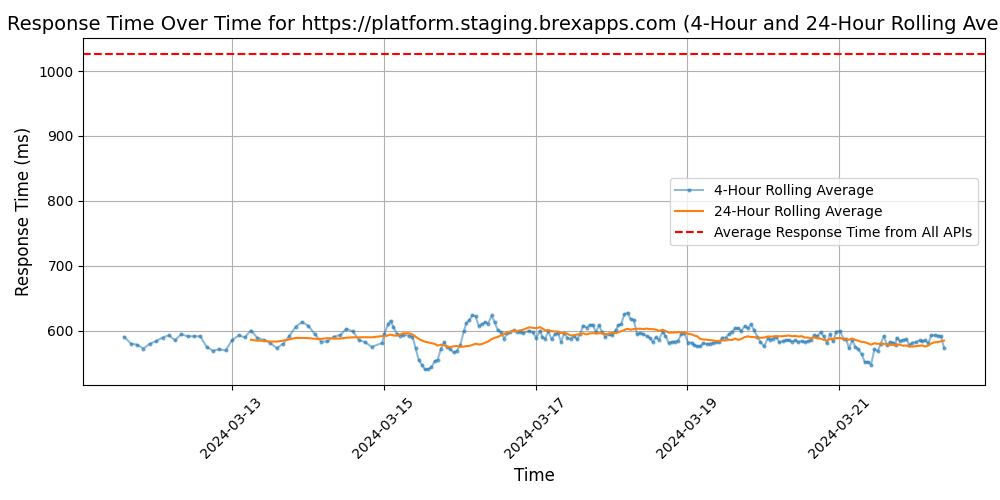 Response Time Over Time for https://platform.staging.brexapps.com (4-Hour and 24-Hour Rolling Ave
Response Time (ms)
1000
900
800
700
600
4-Hour Rolling Average
24-Hour Rolling Average
Average Response Time from All APIs
2024-03-13
2024-03-15
2024-03-17
2024-03-19
2024-03-21
Time